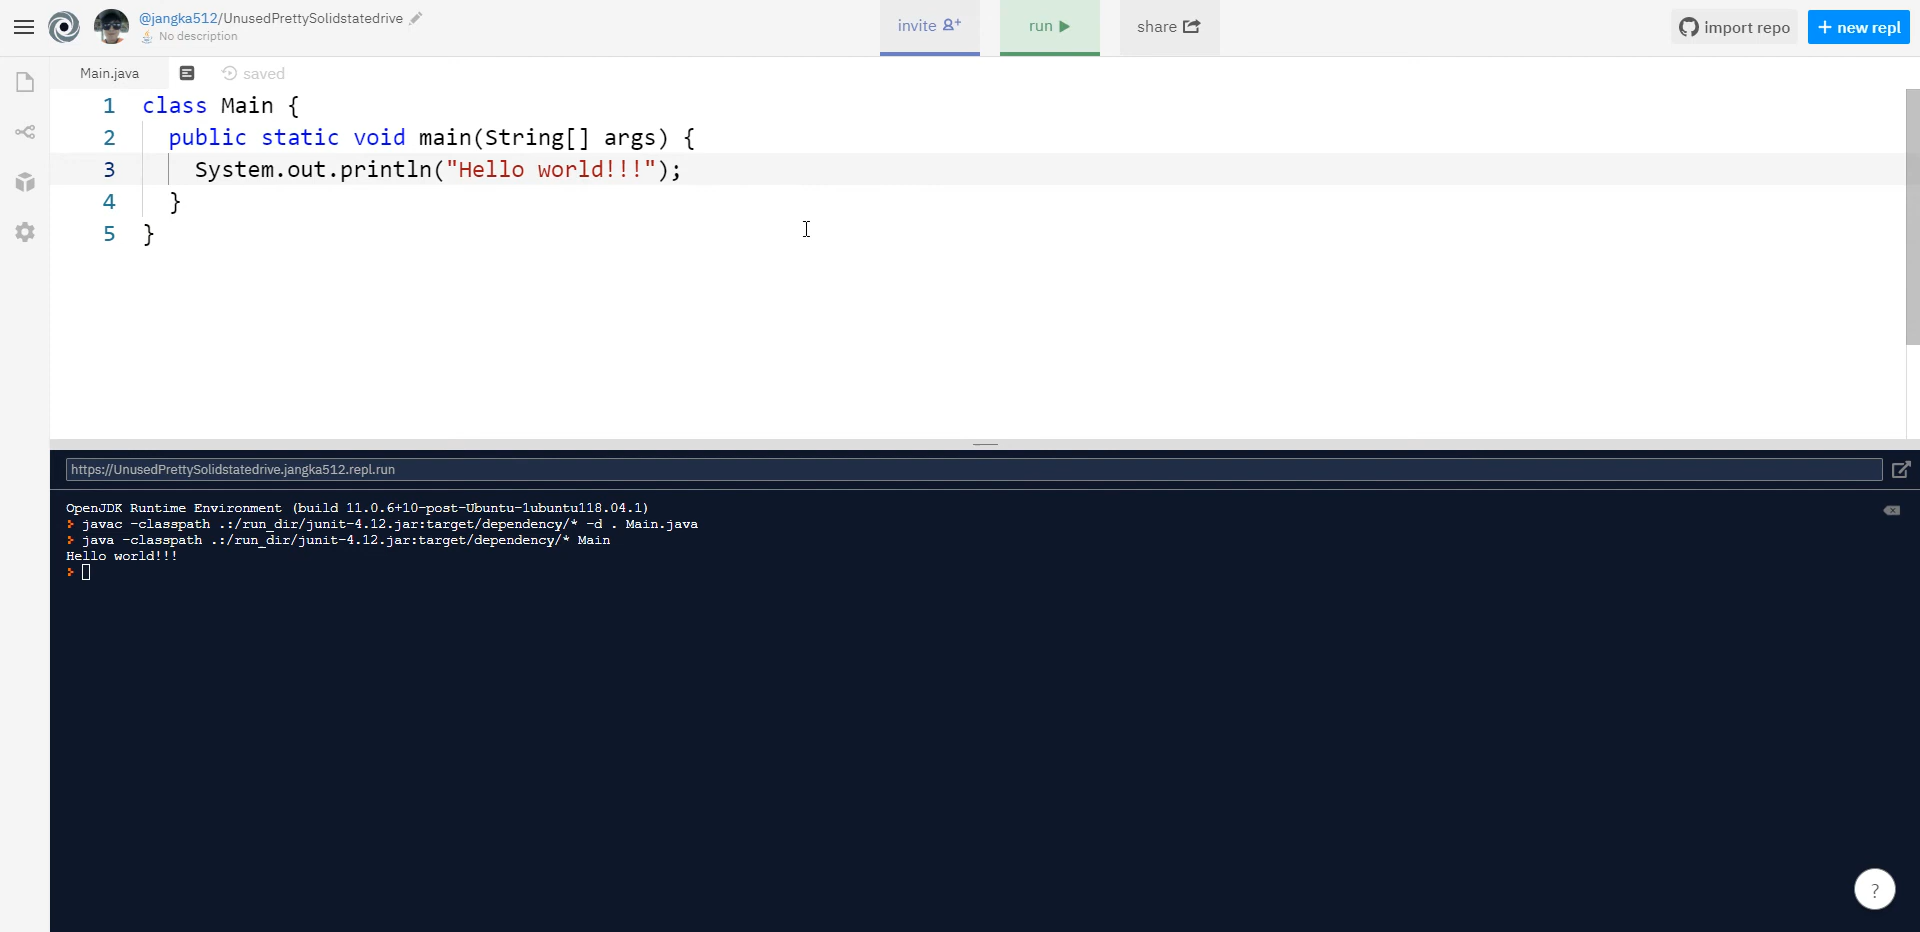 @jangka512/UnusedPrettySolidstatedrive
No description
invite
run
share
import repo
+ new repl
Main.java
saved
1 class Main {
2 public static void main(String[] args) {
3 System.out.println("Hello world!!!");
4 }
5 }
https://UnusedPrettySolidstatedrive.jangka512.repl.run
OpenJDK Runtime Environment (build 11.0.6+10-post-Ubuntu-1ubuntu118.04.1)
> javac -classpath .:/run_dir/junit-4.12.jar:target/dependency/* -d . Main.java
> java -classpath .:/run_dir/junit-4.12.jar:target/dependency/* Main
Hello world!!!
>
?